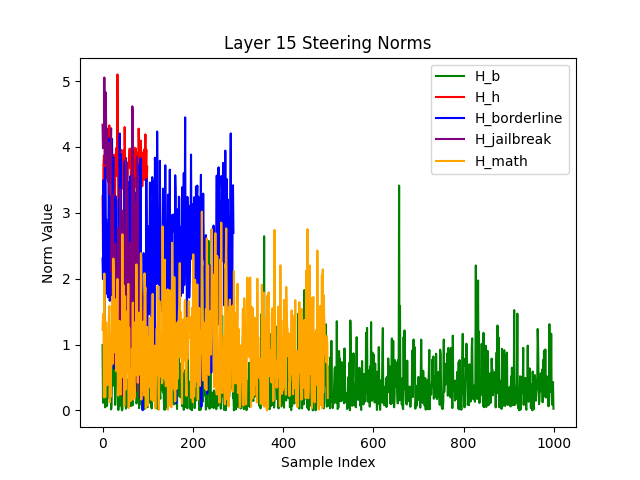 Layer 15 Steering Norms
H_b
H_h
H_borderline
H_jailbreak
H_math
Norm Value
5
4
3
2
1
0
0 200 400 600 800 1000
Sample Index